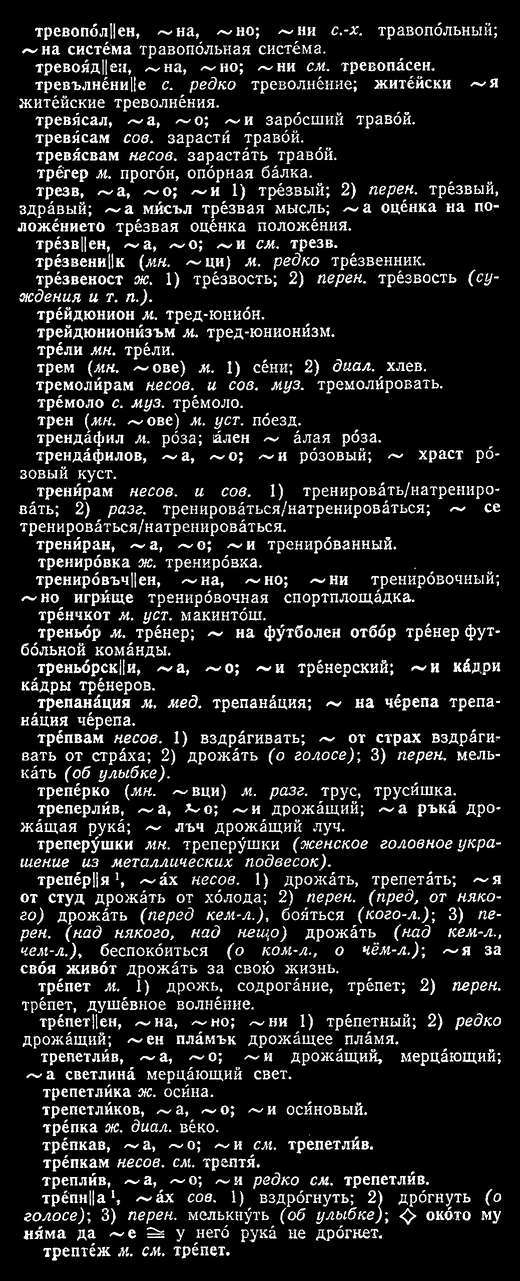 тревопо́л||ен, ~на, ~но; ~ни с.-х. траво́польный;
~на систе́ма травопо́льная систе́ма.
тревоя́д||ен, ~на, ~но; ~ни см. тревопа́сен.
тревълне́ни||е с. редко треволне́ние; жите́йски ~я
жите́йские треволне́ния.
тревя́сал, ~а, ~о; ~и заро́сший траво́й.
тревя́сам сов. зарасти́ траво́й.
тревя́свам несов. зараста́ть траво́й.
тре́гер м. прого́н, опо́рная ба́лка.
трезв, ~а, ~о; ~и 1) тре́звый; 2) перен. тре́звый,
здра́вый; ~а ми́съл тре́звая мысль; ~а оце́нка на по-
ложе́нието тре́звая оце́нка положе́ния.
тре́зв||ен, ~а, ~о; ~и см. трезв.
тре́звени||к (мн. ~ци) м. редко тре́звенник.
тре́звеност ж. 1) тре́звость; 2) перен. тре́звость (су-
ждения и т. п.).
тре́йдюнион м. тред-юнио́н.
трейдюниони́зъм м. тред-юниони́зм.
тре́ли мн. тре́ли.
трем (мн. ~ове) м. 1) се́ни; 2) диал. хлев.
тремоли́рам несов. и сов. муз. тремоли́ровать.
тре́моло с. муз. тре́моло.
трен (мн. ~ове) м. уст. по́езд.
тренда́фил м. ро́за; а́лен ~ а́лая ро́за.
тренда́филов, ~а, ~о; ~и ро́зовый; ~ храст ро́-
зовый куст.
трени́рам несов. и сов. 1) тренирова́ть/натрениро-
ва́ть; 2) разг. тренирова́ться/натренирова́ться; ~ се
тренирова́ться/натренирова́ться.
трени́ран, ~а, ~о; ~и трениро́ванный.
трениро́вка ж. трениро́вка.
трениро́въч||ен, ~на, ~но; ~ни трениро́вочный;
~но игри́ще трениро́вочная спортплоща́дка.
тре́нчкот м. уст. макинто́ш.
треньо́р м. тре́нер; ~ на фу́тболен отбо́р тре́нер фут-
бо́льной кома́нды.
треньо́рск||и, ~а, ~о; ~и тре́нерский; ~и ка́дри
ка́дры тре́неров.
трепана́ция м. мед. трепана́ция; ~ на че́репа трепа-
на́ция че́репа.
тре́пвам несов. 1) вздра́гивать; ~ от страх вздра́ги-
вать от стра́ха; 2) дрожа́ть (о голосе); 3) перен. мель-
ка́ть (об улыбке).
трепе́рко (мн. ~вци) м. разг. трус, труси́шка.
треперли́в, ~а, ~о; ~и дрожа́щий; ~а ръка́ дро-
жа́щая рука́; ~ лъч дрожа́щий луч.
треперу́шки мн. треперу́шки (женское головное укра-
шение из металлических подвесок).
трепе́р||я ¹, ~ах несов. 1) дрожа́ть, трепета́ть; ~я
от студ дрожа́ть от хо́лода; 2) перен. (пред, от няко-
го) дрожа́ть (перед кем-л.), боя́ться (кого-л.); 3) пе-
рен. (над някого, над нещо) дрожа́ть (над кем-л.,
чем-л.), беспоко́иться (о ком-л., о чём-л.); ~я за
сво́я живо́т дрожа́ть за свою́ жизнь.
тре́пет м. 1) дрожь, содрога́ние, тре́пет; 2) перен.
тре́пет, душе́вное волне́ние.
тре́пет||ен, ~на, ~но; ~ни 1) тре́петный; 2) редко
дрожа́щий; ~ен пла́мък дрожа́щее пла́мя.
трепетли́в, ~а, ~о; ~и дрожа́щий, мерца́ющий;
~а светлина́ мерца́ющий свет.
трепетли́ка ж. оси́на.
трепетли́ков, ~а, ~о; ~и оси́новый.
тре́пка ж. диал. ве́ко.
тре́пкав, ~а, ~о; ~и см. трепетли́в.
тре́пкам несов. см. трептя́.
трепли́в, ~а, ~о; ~и редко см. трепетли́в.
тре́пн||а ¹, ~ах сов. 1) вздро́гнуть; 2) дро́гнуть (о
голосе); 3) перен. мелькну́ть (об улыбке); ◇ око́то му
ня́ма да ~е ≅ у него́ рука́ не дро́гнет.
трепте́ж м. см. тре́пет.